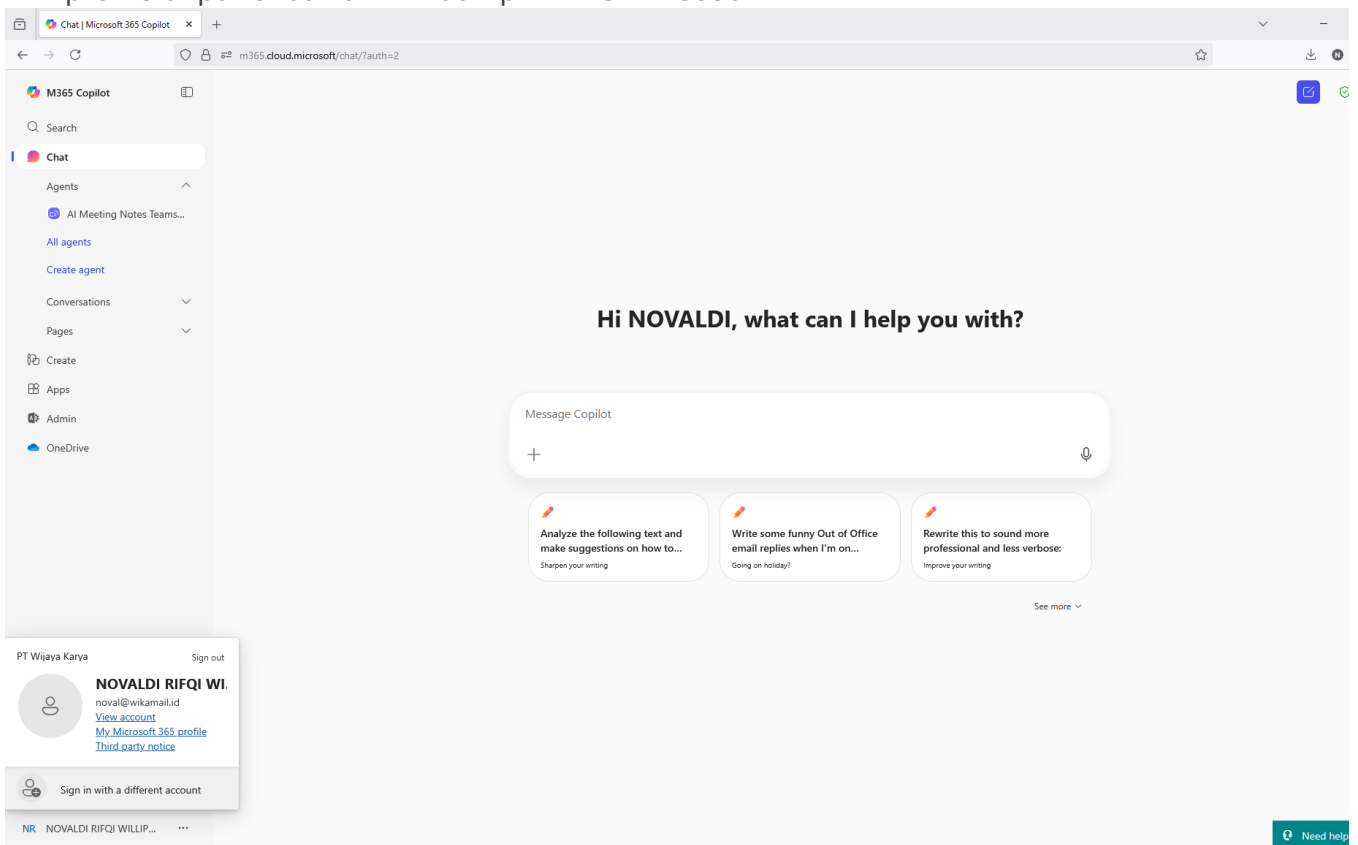 Chat | Microsoft 365 Copilot
m365.cloud.microsoft/chat/?auth=2
N
M365 Copilot
Search
Chat
Agents
AI Meeting Notes Teams...
All agents
Create agent
Conversations
Pages
Create
Apps
Admin
OneDrive
Hi NOVALDI, what can I help you with?
Message Copilot
Analyze the following text and
make suggestions on how to...
Sharpen your writing
Write some funny Out of Office
email replies when I'm on...
Going on holiday?
Rewrite this to sound more
professional and less verbose:
Improve your writing
See more
PT Wijaya Karya
Sign out
NOVALDI RIFQI WI
noval@wikamail.id
View account
My Microsoft 365 profile
Third party notice
Sign in with a different account
NR NOVALDI RIFQI WILLIP...
Need help